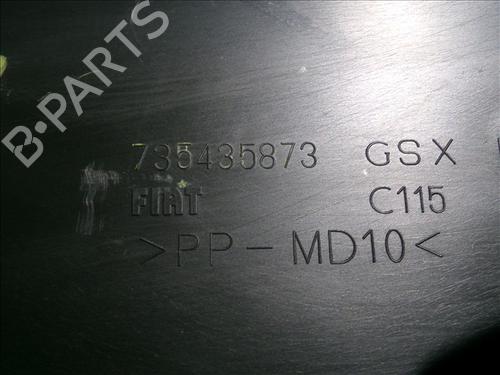 B·PARTS
735435873 GSX
FIAT C115
>PP-MD10<